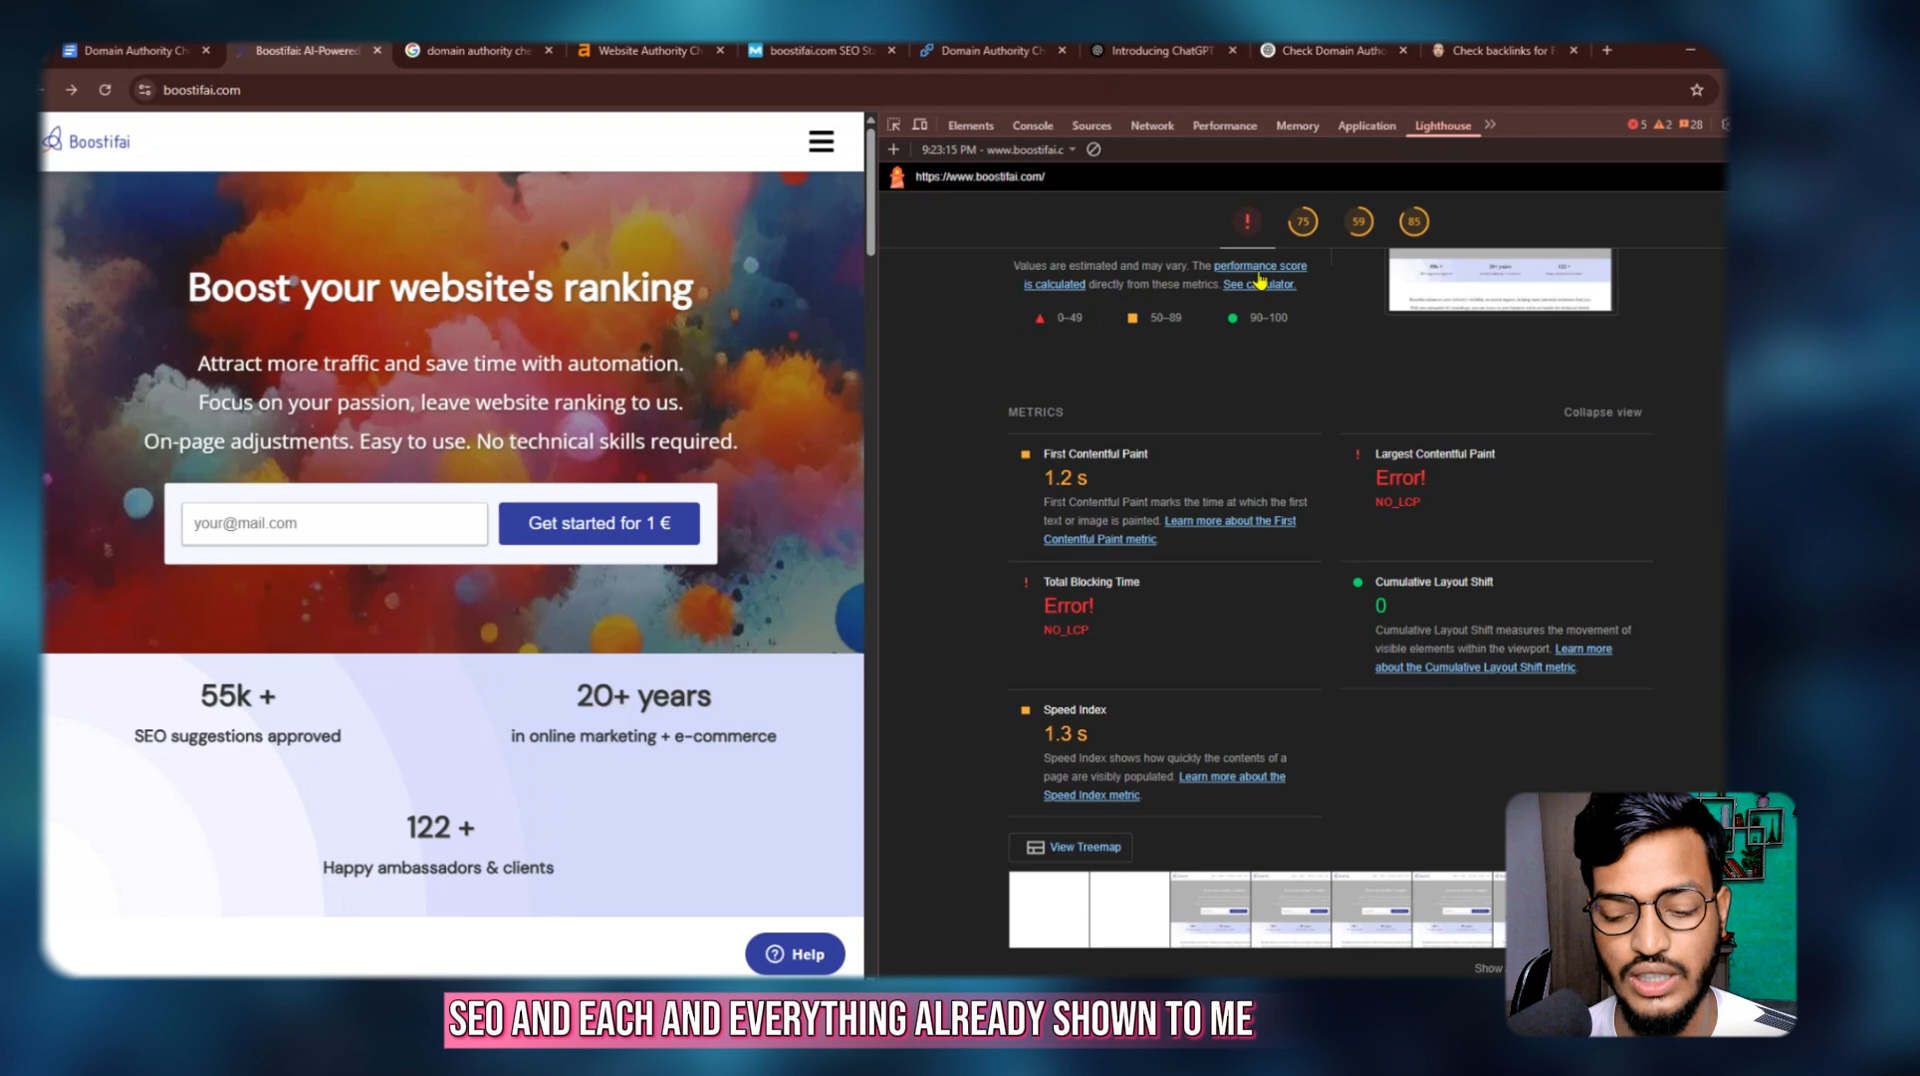 Domain Authority Ch
Boostifai: AI-Powered
domain authority che
Website Authority Ch
boostifai.com SEO Sta
Domain Authority Ch
Introducing ChatGPT
Check Domain Autho
Check backlinks for F
boostifai.com
Boostifai
Boost your website's ranking
Attract more traffic and save time with automation.
Focus on your passion, leave website ranking to us.
On-page adjustments. Easy to use. No technical skills required.
your@mail.com
Get started for 1 €
55k +
SEO suggestions approved
20+ years
in online marketing + e-commerce
122 +
Happy ambassadors & clients
Help
Elements Console Sources Network Performance Memory Application Lighthouse
5 2 28
9:23:15 PM - www.boostifai.c
https://www.boostifai.com/
! 75 59 85
Values are estimated and may vary. The performance score
is calculated directly from these metrics. See calculator.
0–49 50–89 90–100
METRICS
Collapse view
First Contentful Paint
1.2 s
First Contentful Paint marks the time at which the first
text or image is painted. Learn more about the First
Contentful Paint metric.
Largest Contentful Paint
Error!
NO_LCP
Total Blocking Time
Error!
NO_LCP
Cumulative Layout Shift
0
Cumulative Layout Shift measures the movement of
visible elements within the viewport. Learn more
about the Cumulative Layout Shift metric.
Speed Index
1.3 s
Speed Index shows how quickly the contents of a
page are visibly populated. Learn more about the
Speed Index metric.
View Treemap
Show
SEO AND EACH AND EVERYTHING ALREADY SHOWN TO ME